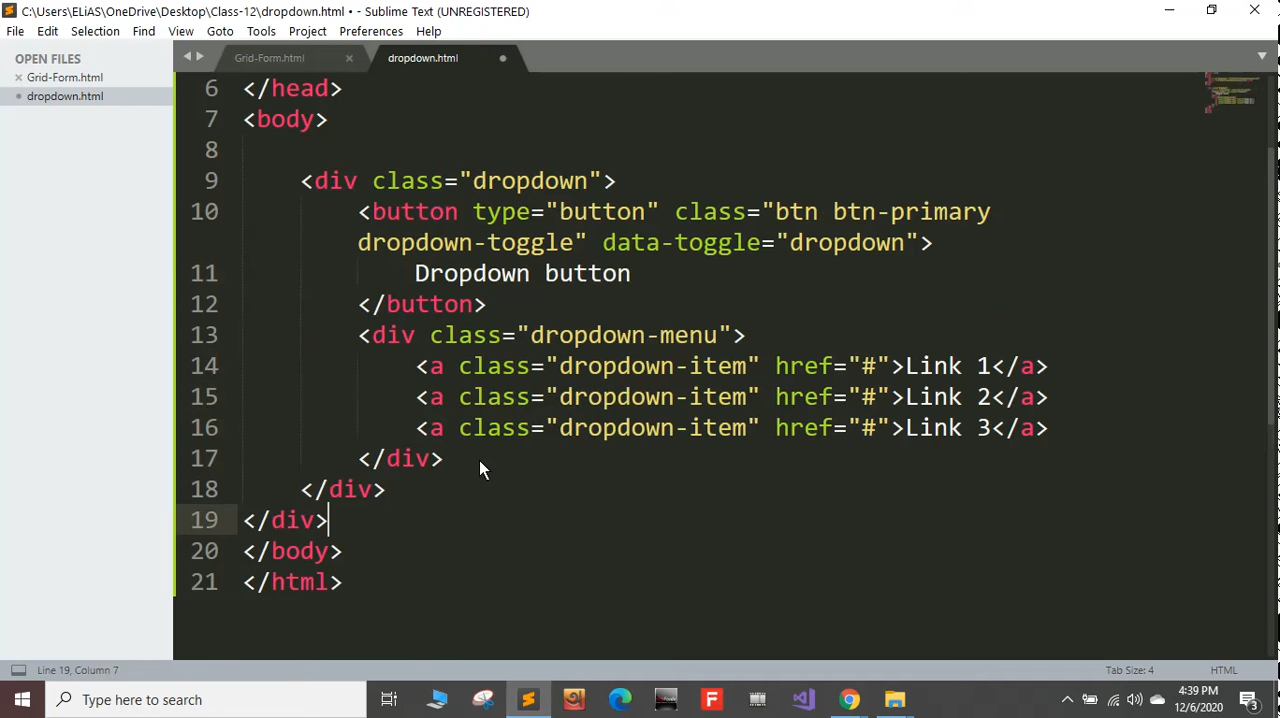 C:\Users\ELiAS\OneDrive\Desktop\Class-12\dropdown.html • - Sublime Text (UNREGISTERED)
File Edit Selection Find View Goto Tools Project Preferences Help
OPEN FILES
Grid-Form.html
dropdown.html
Grid-Form.html dropdown.html
6 </head>
7 <body>
8
9 <div class="dropdown">
10 <button type="button" class="btn btn-primary
dropdown-toggle" data-toggle="dropdown">
11 Dropdown button
12 </button>
13 <div class="dropdown-menu">
14 <a class="dropdown-item" href="#">Link 1</a>
15 <a class="dropdown-item" href="#">Link 2</a>
16 <a class="dropdown-item" href="#">Link 3</a>
17 </div>
18 </div>
19 </div>
20 </body>
21 </html>
Line 19, Column 7 Tab Size: 4 HTML
Type here to search
4:39 PM
12/6/2020
3